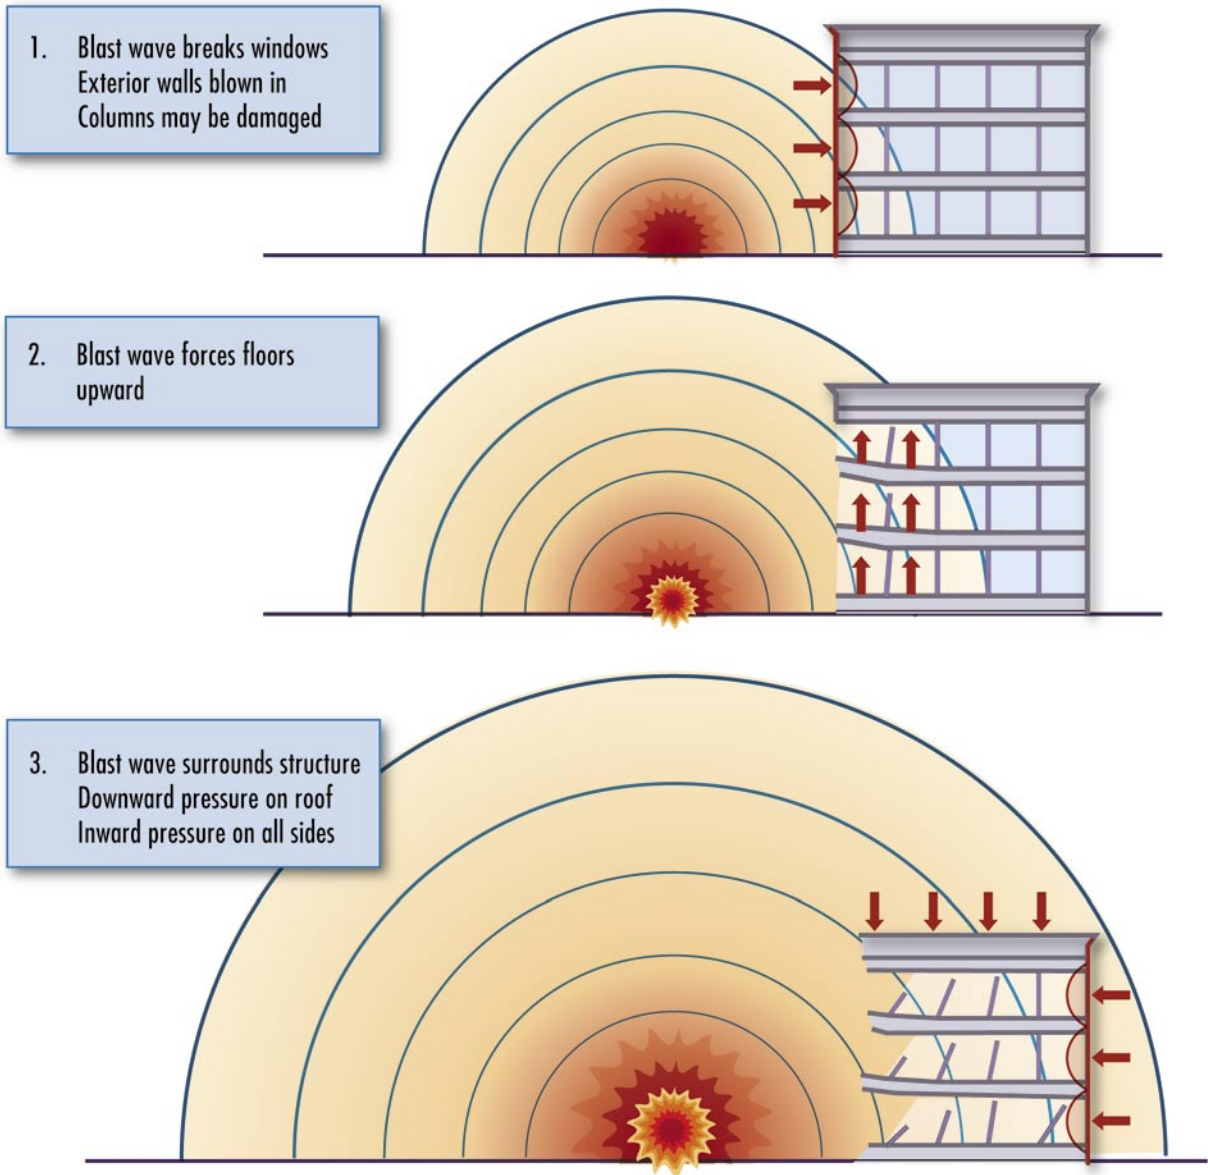 1. Blast wave breaks windows
Exterior walls blown in
Columns may be damaged
2. Blast wave forces floors
upward
3. Blast wave surrounds structure
Downward pressure on roof
Inward pressure on all sides